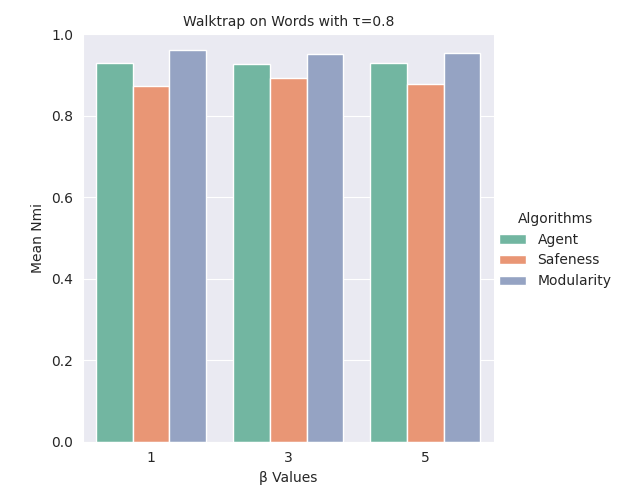 Walktrap on Words with τ=0.8
1.0
0.8
0.6
0.4
0.2
0.0
Mean Nmi
1
3
5
β Values
Algorithms
Agent
Safeness
Modularity